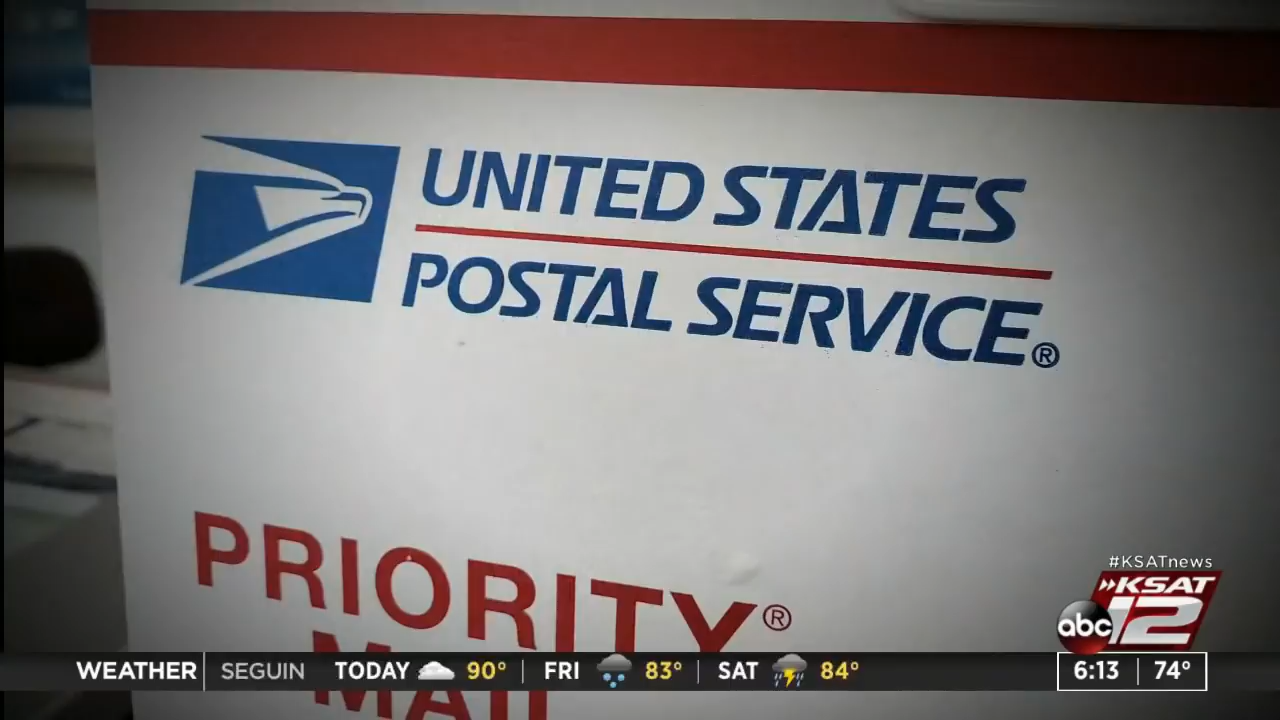 UNITED STATES
POSTAL SERVICE®
PRIORITY®
MAIL
#KSATnews
KSAT
abc 12
WEATHER SEGUIN TODAY 90° FRI 83° SAT 84° 6:13 74°